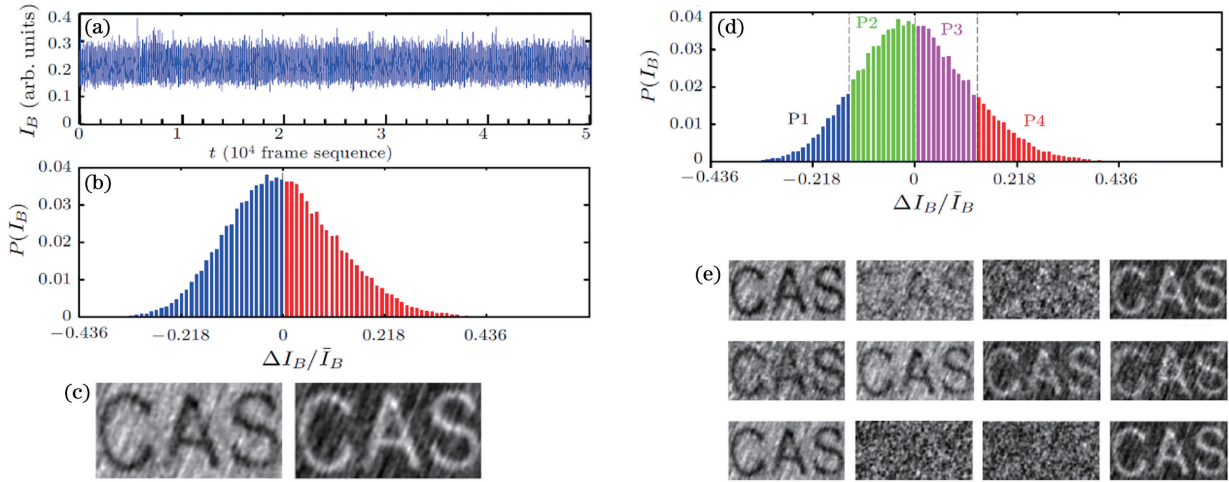 (a)
I_B (arb. units)
0.4
0.3
0.2
0.1
0
0 1 2 3 4 5
t (10⁴ frame sequence)
(b)
P(I_B)
0.04
0.03
0.02
0.01
0
−0.436 −0.218 0 0.218 0.436
ΔI_B/Ī_B
(c)
CAS CAS
(d)
P(I_B)
0.04
0.03
0.02
0.01
0
P1 P2 P3 P4
−0.436 −0.218 0 0.218 0.436
ΔI_B/Ī_B
(e)
CAS CAS
CAS CAS CAS CAS
CAS CAS